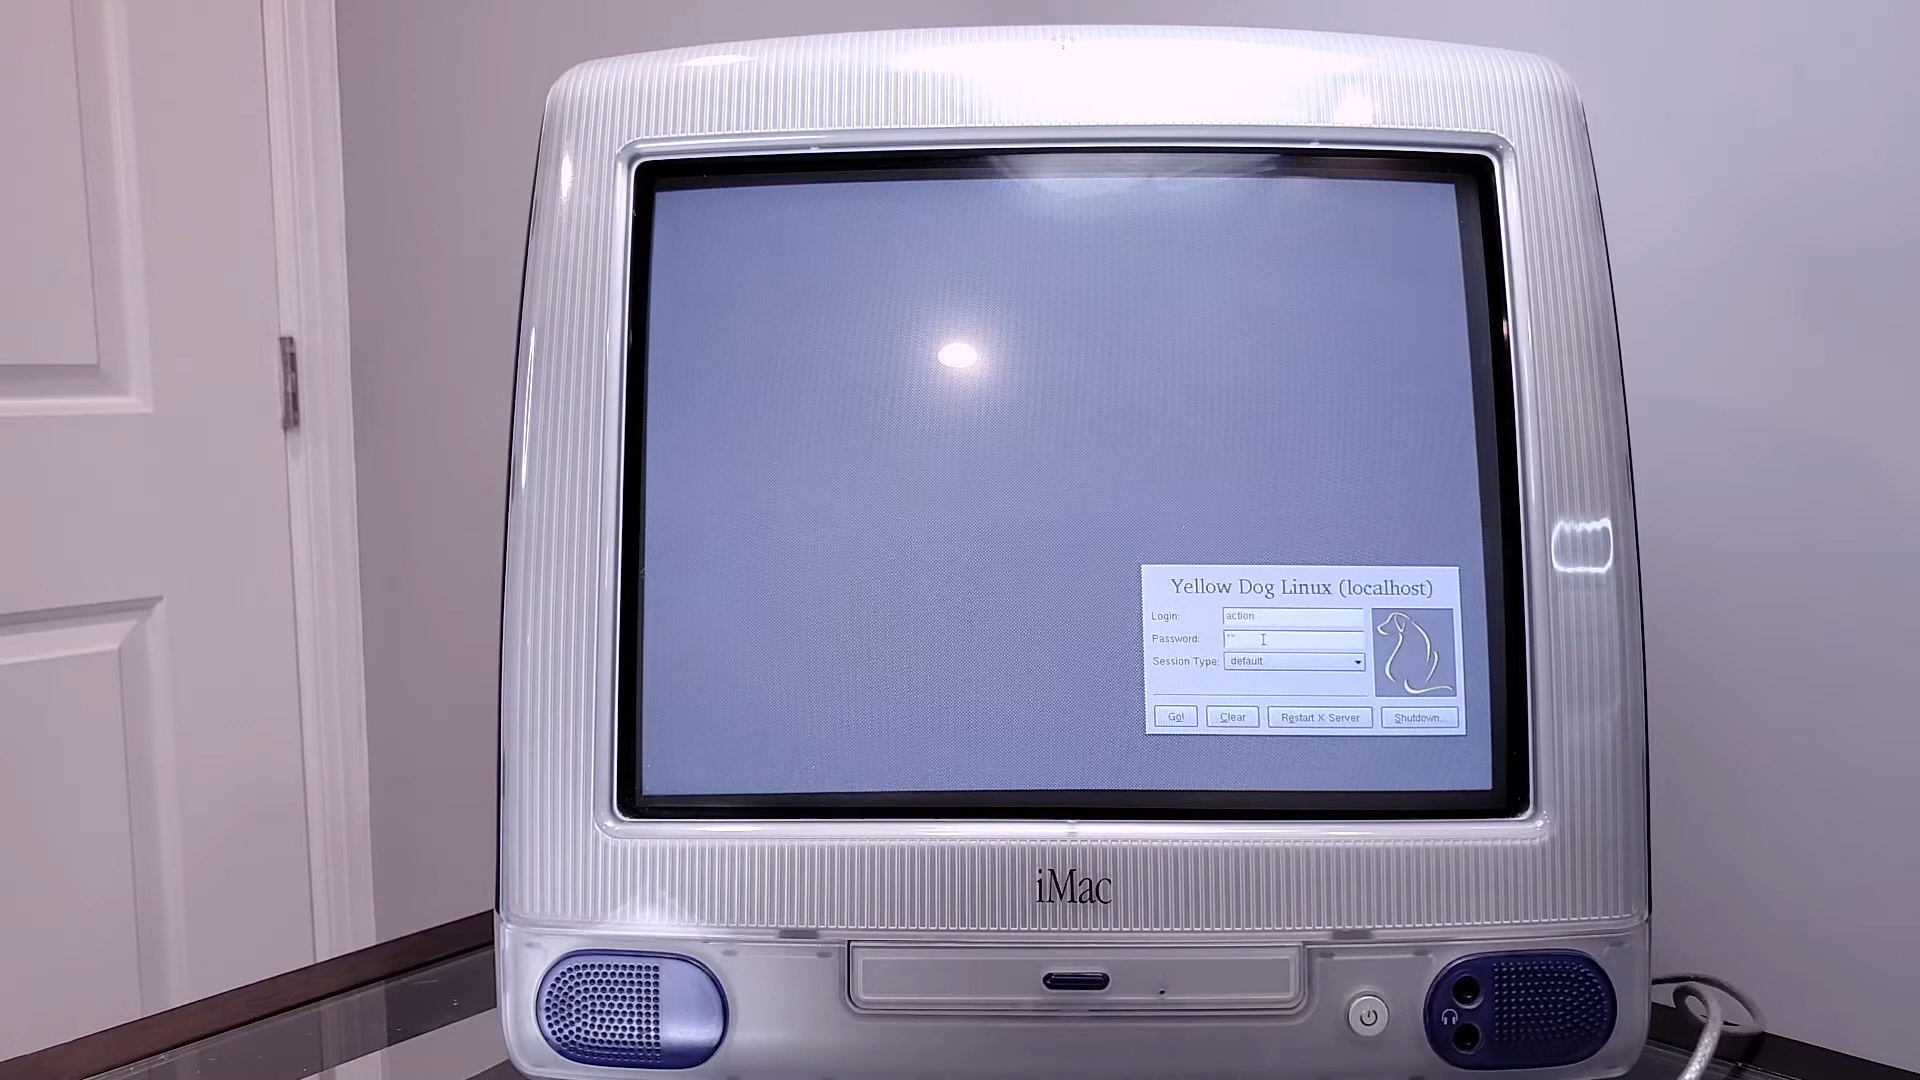 Yellow Dog Linux (localhost)
Login: action
Password: **
Session Type: default
Go! Clear Restart X Server Shutdown...
iMac